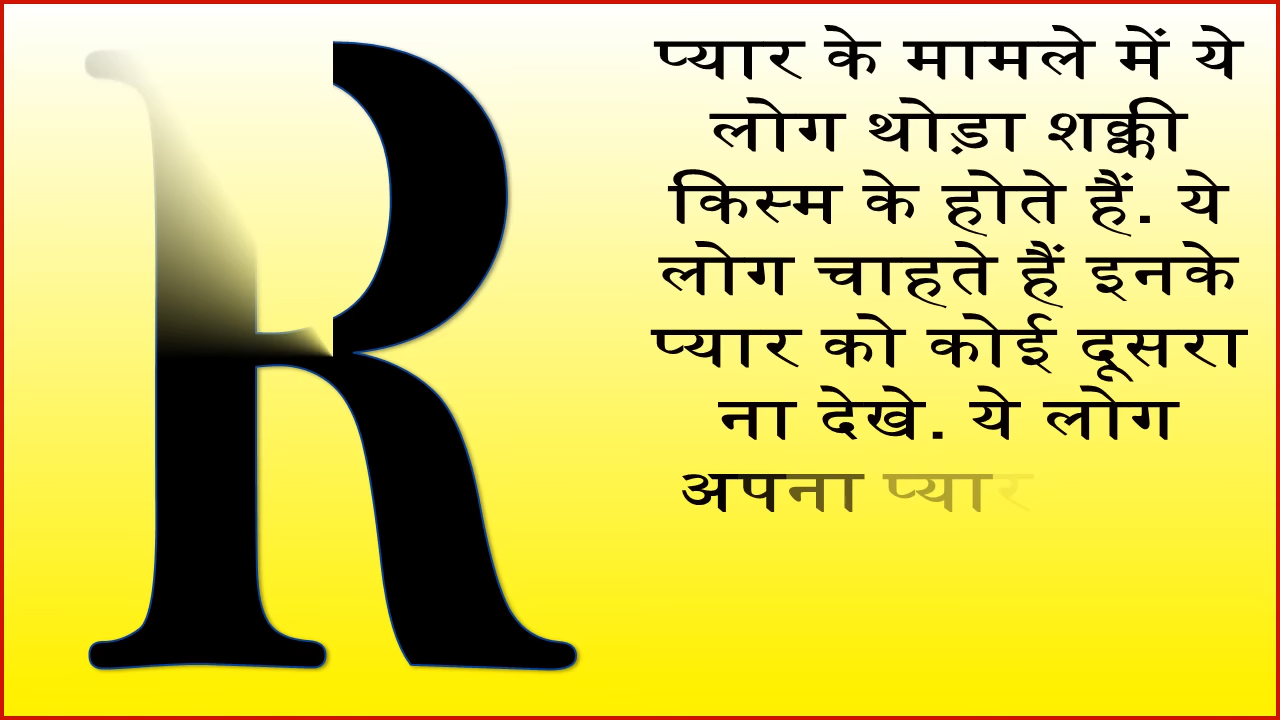 R
प्यार के मामले में ये
लोग थोड़ा शक्की
किस्म के होते हैं. ये
लोग चाहते हैं इनके
प्यार को कोई दूसरा
ना देखे. ये लोग
अपना प्यार